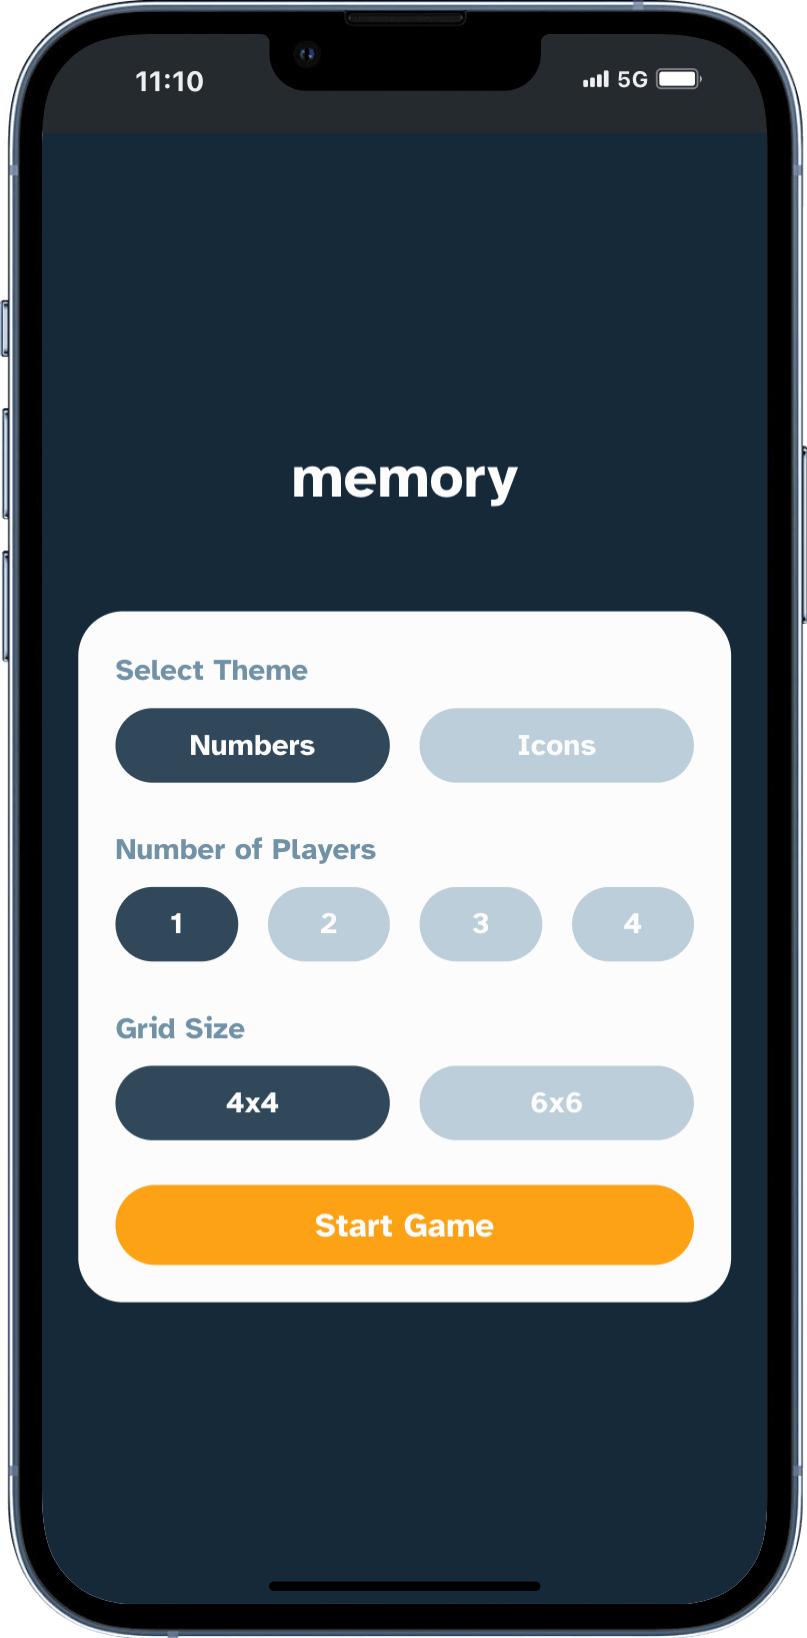 11:10 5G
memory
Select Theme
Numbers Icons
Number of Players
1 2 3 4
Grid Size
4x4 6x6
Start Game